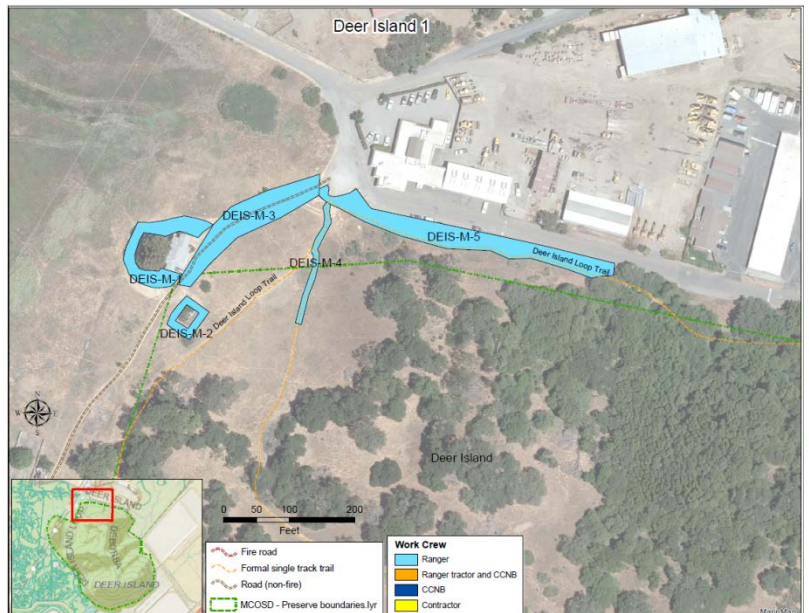 Deer Island 1
DEIS-M-3
DEIS-M-5
Deer Island Loop Trail
DEIS-M-1
DEIS-M-4
DEIS-M-2
Deer Island Loop Trail
N
W
E
S
Deer Island
DEER ISLAND
DEER ISLAND
0 50 100 200
Feet
Fire road
Formal single track trail
Road (non-fire)
MCOSD - Preserve boundaries.lyr
Work Crew
Ranger
Ranger tractor and CCNB
CCNB
Contractor